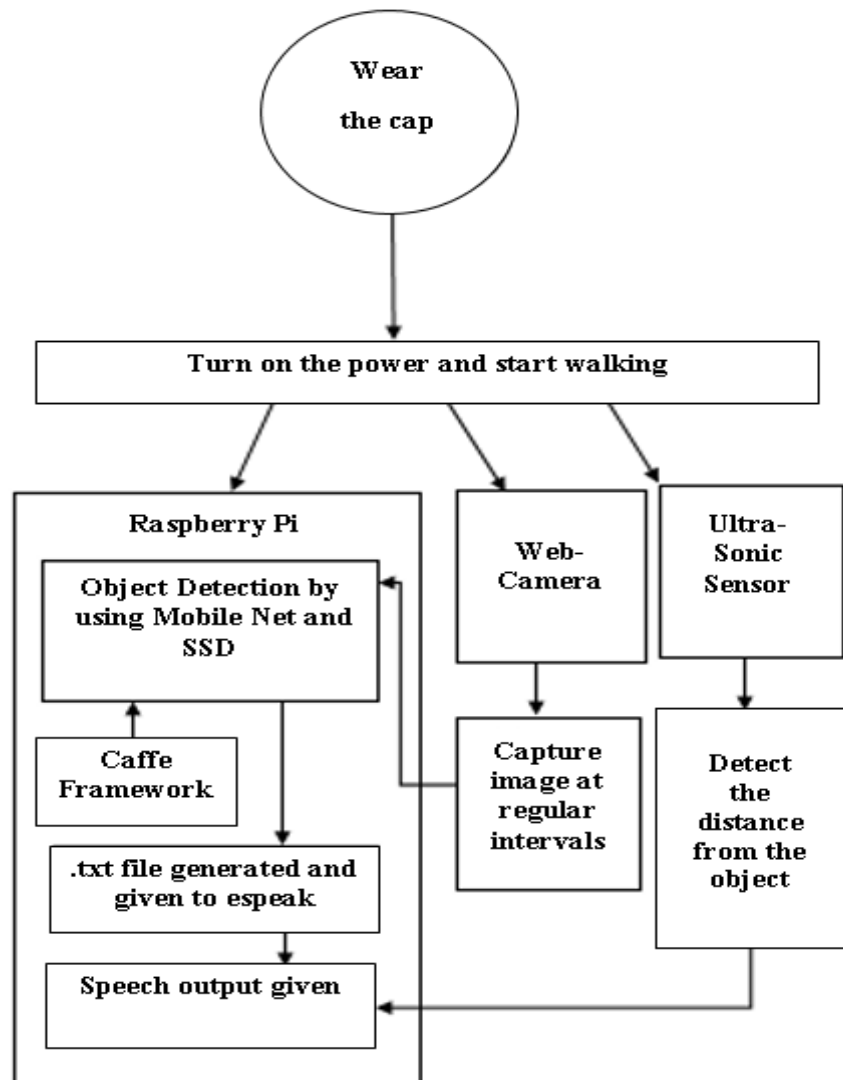 Wear
the cap
Turn on the power and start walking
Raspberry Pi
Object Detection by
using Mobile Net and
SSD
Caffe
Framework
.txt file generated and
given to espeak
Speech output given
Web-
Camera
Capture
image at
regular
intervals
Ultra-
Sonic
Sensor
Detect
the
distance
from the
object